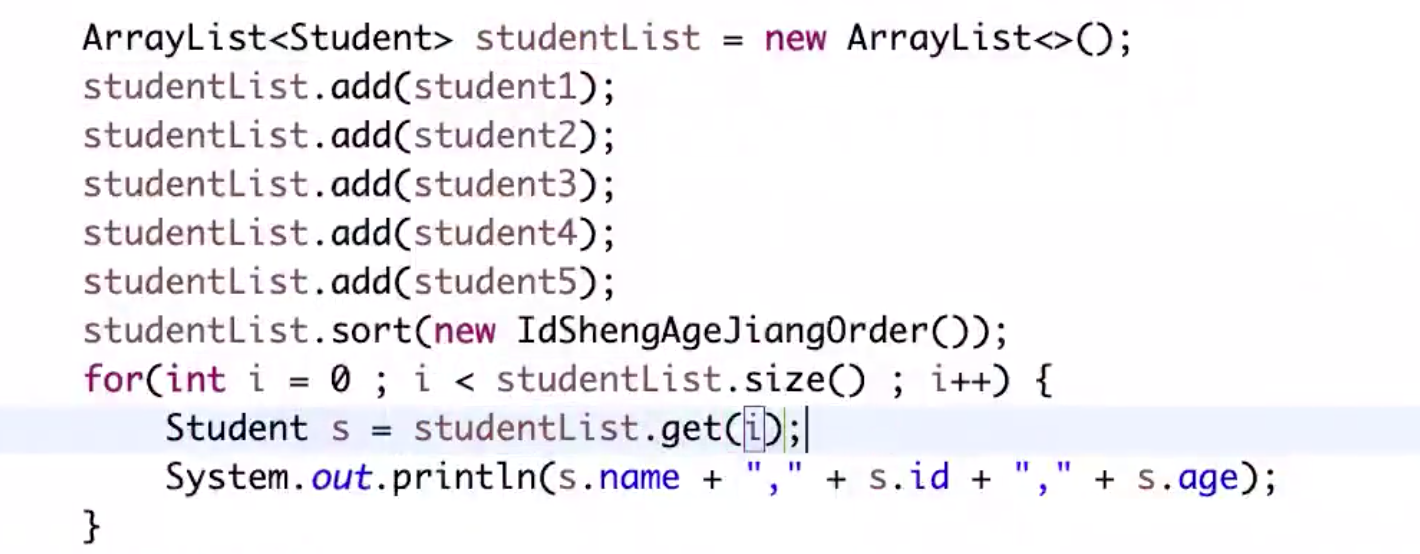 ArrayList<Student> studentList = new ArrayList<>();
studentList.add(student1);
studentList.add(student2);
studentList.add(student3);
studentList.add(student4);
studentList.add(student5);
studentList.sort(new IdShengAgeJiangOrder());
for(int i = 0 ; i < studentList.size() ; i++) {
    Student s = studentList.get(i);
    System.out.println(s.name + "," + s.id + "," + s.age);
}